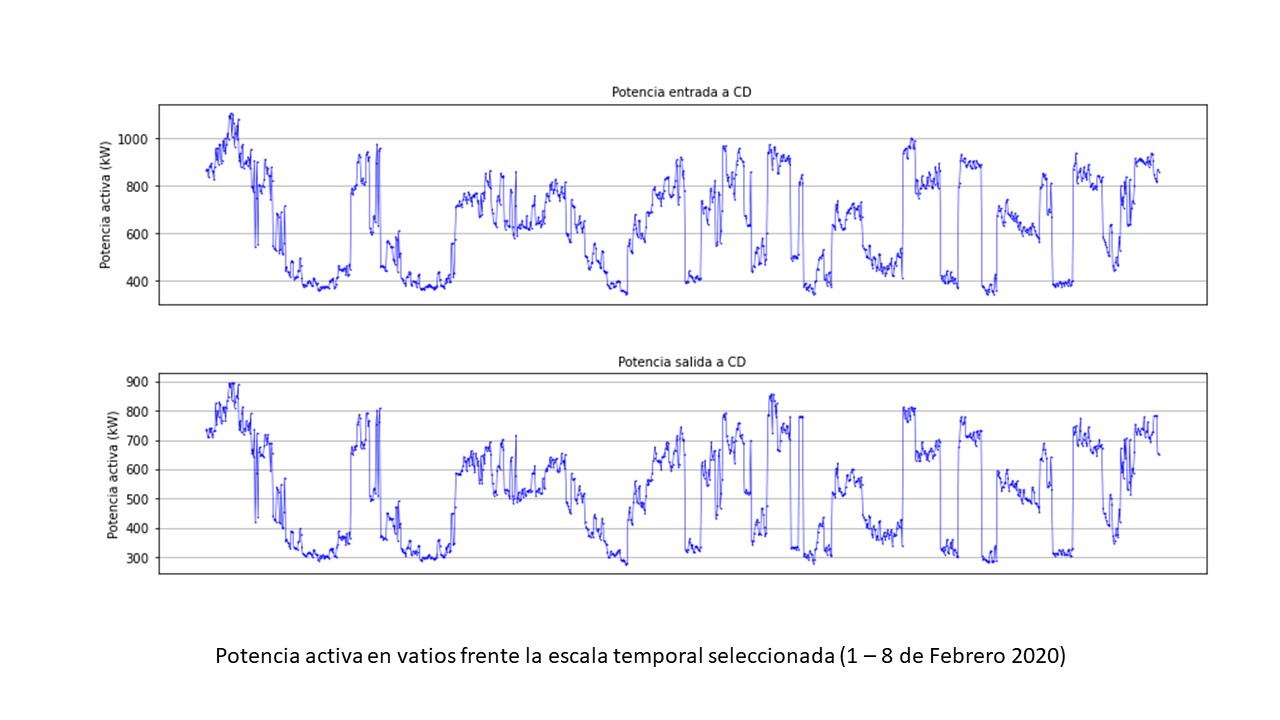 Potencia entrada a CD
Potencia activa (kW)
1000
800
600
400
Potencia salida a CD
Potencia activa (kW)
900
800
700
600
500
400
300
Potencia activa en vatios frente la escala temporal seleccionada (1 – 8 de Febrero 2020)